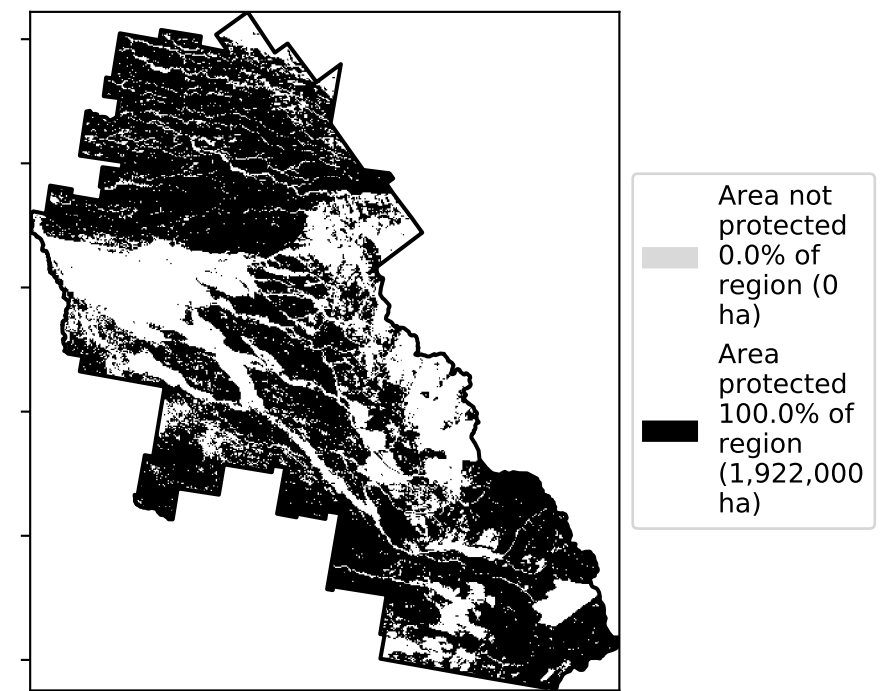 Area not
protected
0.0% of
region (0
ha)
Area
protected
100.0% of
region
(1,922,000
ha)